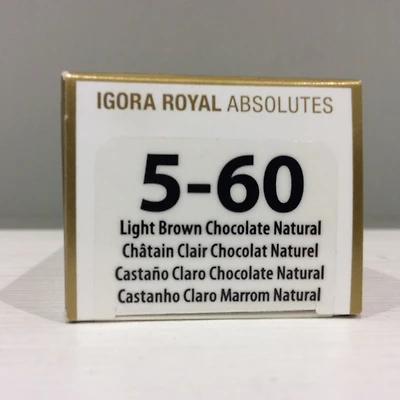 IGORA ROYAL ABSOLUTES
5-60
Light Brown Chocolate Natural
Châtain Clair Chocolat Naturel
Castaño Claro Chocolate Natural
Castanho Claro Marrom Natural